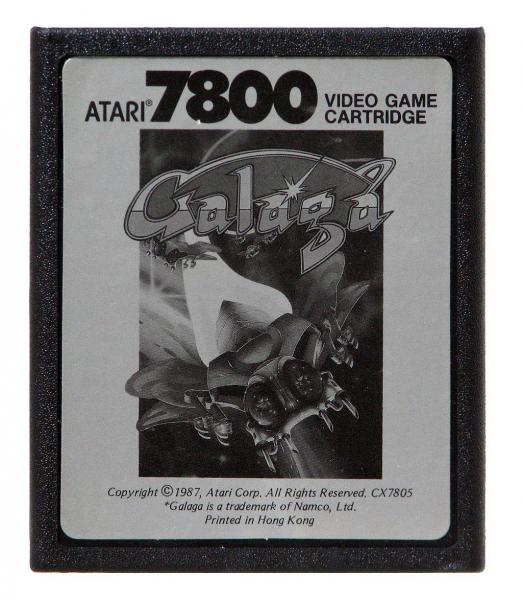 ATARI® 7800 VIDEO GAME
CARTRIDGE
Galaga
Copyright ©1987, Atari Corp. All Rights Reserved. CX7805
*Galaga is a trademark of Namco, Ltd.
Printed in Hong Kong